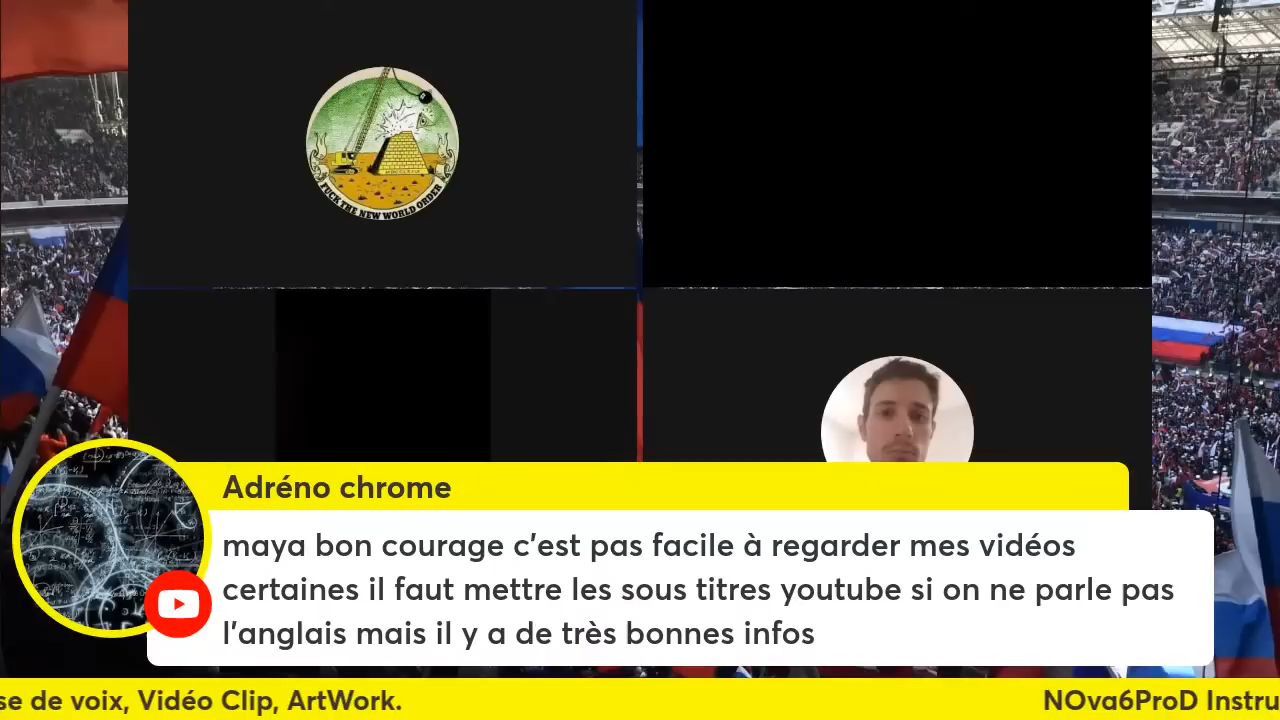 FUCK THE NEW WORLD ORDER
Adréno chrome
maya bon courage c'est pas facile à regarder mes vidéos
certaines il faut mettre les sous titres youtube si on ne parle pas
l'anglais mais il y a de très bonnes infos
se de voix, Vidéo Clip, ArtWork.
NOva6ProD Instru